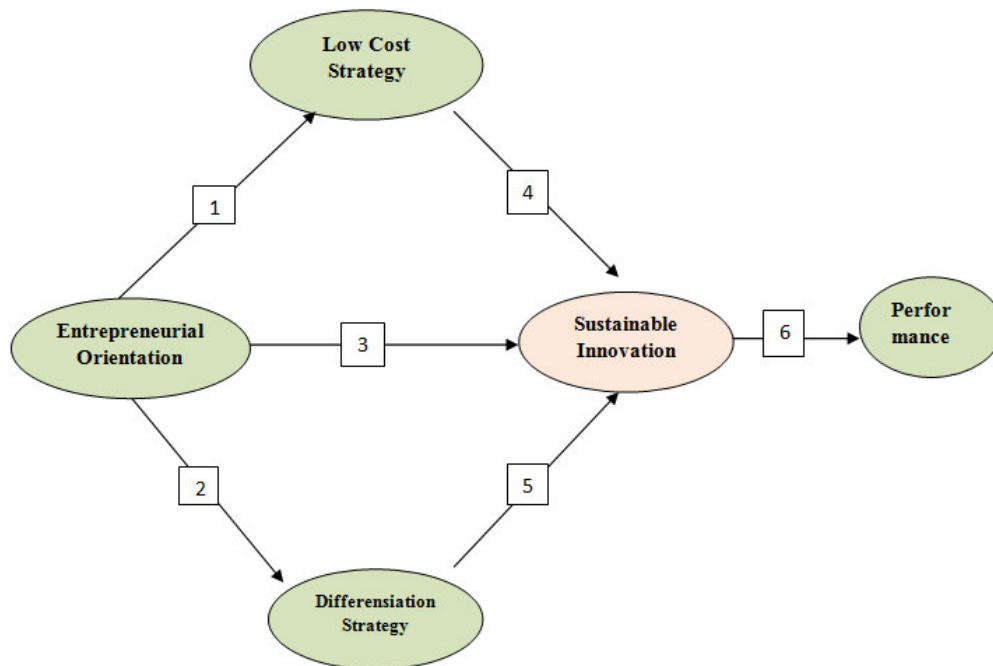 Low Cost
Strategy
1
4
Entrepreneurial
Orientation
3
Sustainable
Innovation
6
Perfor
mance
2
5
Differensiation
Strategy